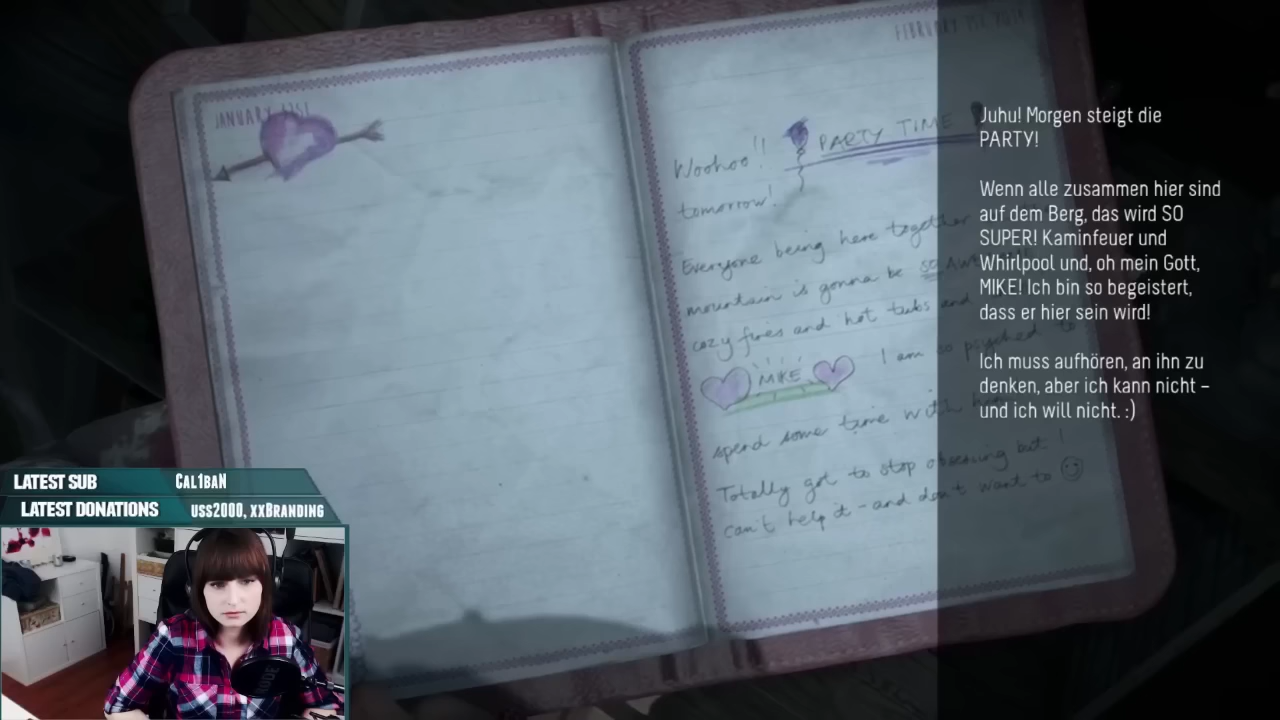 JANUARY 31ST
FEBRUARY 1ST 2014
Woohoo!! PARTY TIME
tomorrow!
Everyone being here together
mountain is gonna be SO
cozy fires and hot tubs and
MIKE I am so psyched to
spend some time with
Totally got to stop obsessing but I
can't help it - and don't want to
Juhu! Morgen steigt die
PARTY!
Wenn alle zusammen hier sind
auf dem Berg, das wird SO
SUPER! Kaminfeuer und
Whirlpool und, oh mein Gott,
MIKE! Ich bin so begeistert,
dass er hier sein wird!
Ich muss aufhören, an ihn zu
denken, aber ich kann nicht –
und ich will nicht. :)
LATEST SUB CAL1BAN
LATEST DONATIONS USS2000, XXBRANDING
RODE